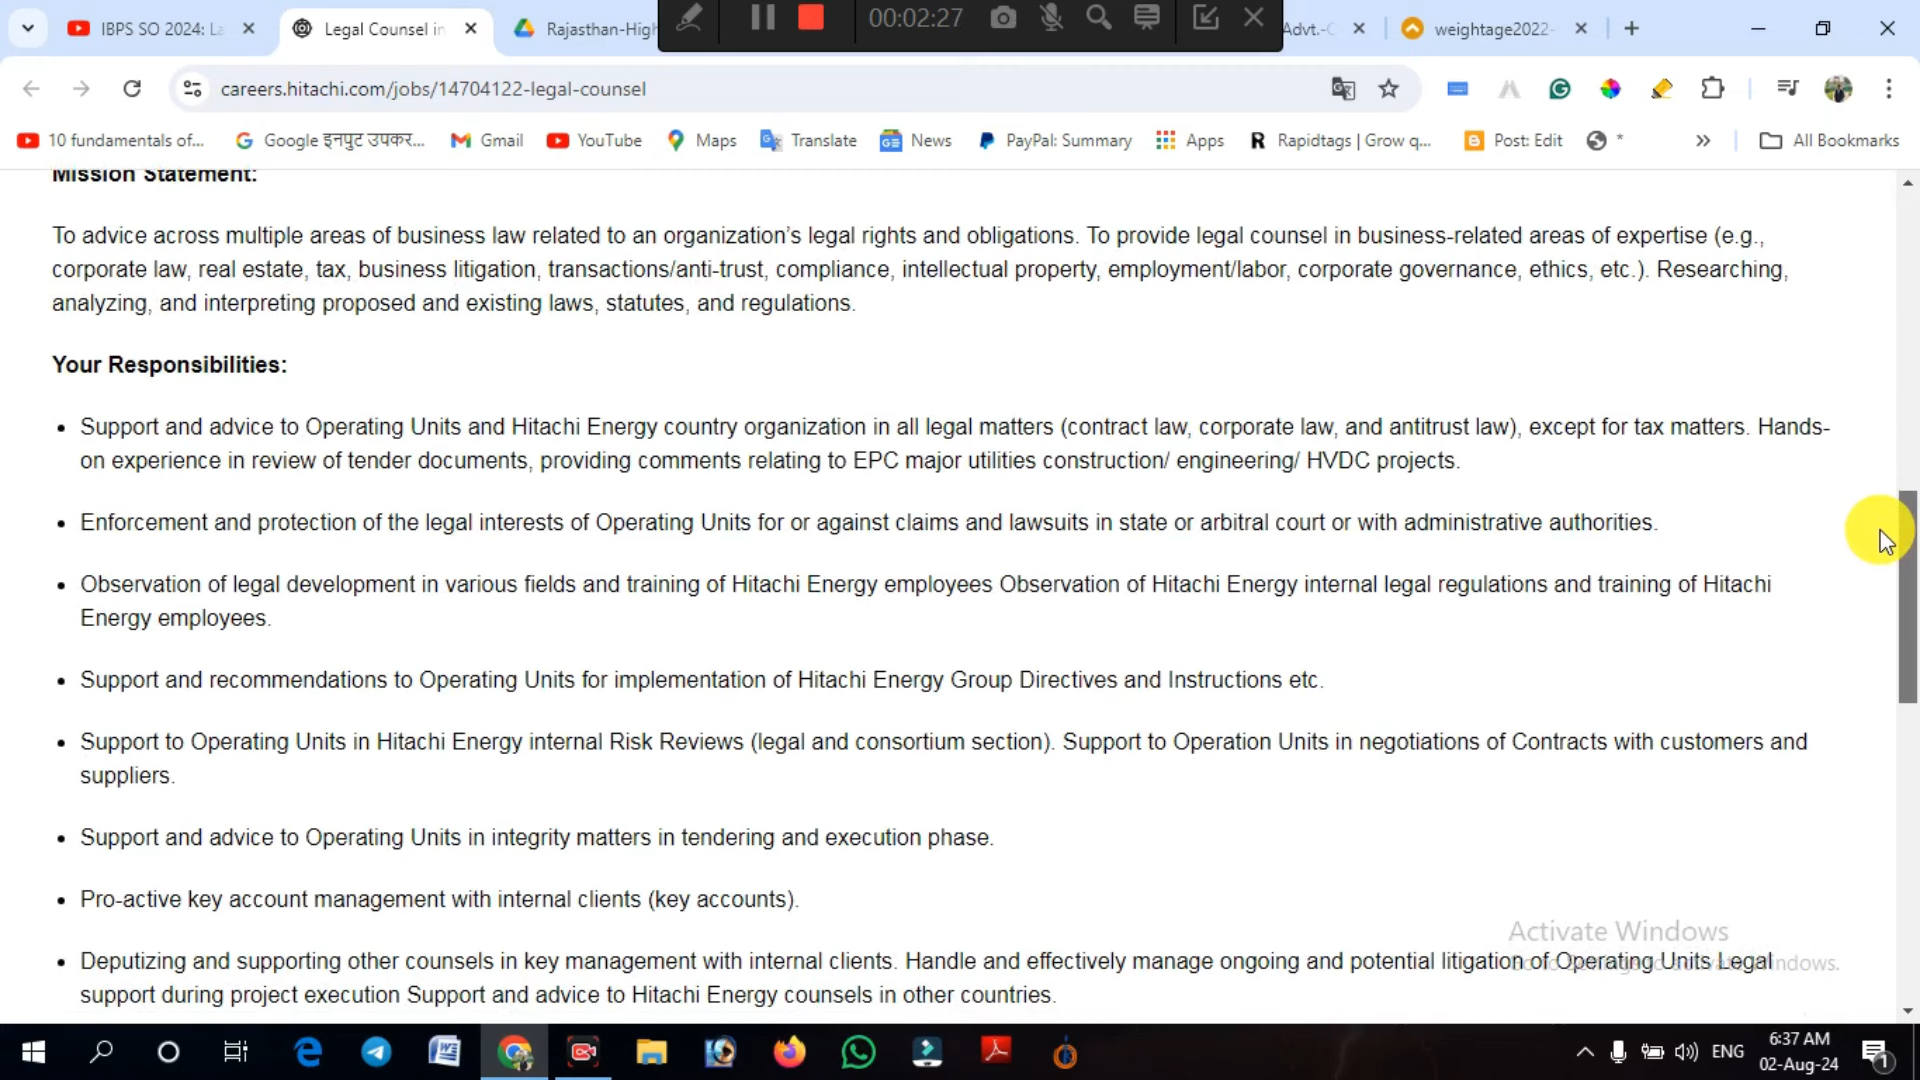 IBPS SO 2024: La
Legal Counsel in
Rajasthan-High
00:02:27
Advt.-C
weightage2022-
careers.hitachi.com/jobs/14704122-legal-counsel
10 fundamentals of...
Google इनपुट उपकर...
Gmail
YouTube
Maps
Translate
News
PayPal: Summary
Apps
Rapidtags | Grow q...
Post: Edit
*
All Bookmarks
Mission Statement:
To advice across multiple areas of business law related to an organization's legal rights and obligations. To provide legal counsel in business-related areas of expertise (e.g.,
corporate law, real estate, tax, business litigation, transactions/anti-trust, compliance, intellectual property, employment/labor, corporate governance, ethics, etc.). Researching,
analyzing, and interpreting proposed and existing laws, statutes, and regulations.
Your Responsibilities:
• Support and advice to Operating Units and Hitachi Energy country organization in all legal matters (contract law, corporate law, and antitrust law), except for tax matters. Hands-
on experience in review of tender documents, providing comments relating to EPC major utilities construction/ engineering/ HVDC projects.
• Enforcement and protection of the legal interests of Operating Units for or against claims and lawsuits in state or arbitral court or with administrative authorities.
• Observation of legal development in various fields and training of Hitachi Energy employees Observation of Hitachi Energy internal legal regulations and training of Hitachi
Energy employees.
• Support and recommendations to Operating Units for implementation of Hitachi Energy Group Directives and Instructions etc.
• Support to Operating Units in Hitachi Energy internal Risk Reviews (legal and consortium section). Support to Operation Units in negotiations of Contracts with customers and
suppliers.
• Support and advice to Operating Units in integrity matters in tendering and execution phase.
• Pro-active key account management with internal clients (key accounts).
Activate Windows
• Deputizing and supporting other counsels in key management with internal clients. Handle and effectively manage ongoing and potential litigation of Operating Units Legal
Go to Settings to activate Windows.
support during project execution Support and advice to Hitachi Energy counsels in other countries.
ENG
6:37 AM
02-Aug-24
1